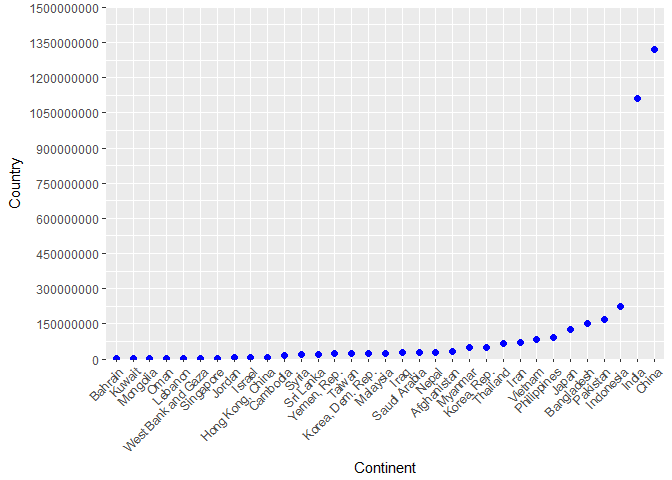 1500000000
1350000000
1200000000
1050000000
900000000
750000000
600000000
450000000
300000000
150000000
0
Country
Bahrain
Kuwait
Mongolia
Oman
Lebanon
West Bank and Gaza
Singapore
Jordan
Israel
Hong Kong, China
Cambodia
Syria
Sri Lanka
Yemen, Rep.
Taiwan
Korea, Dem. Rep.
Malaysia
Iraq
Saudi Arabia
Nepal
Afghanistan
Myanmar
Korea, Rep.
Thailand
Iran
Vietnam
Philippines
Japan
Bangladesh
Pakistan
Indonesia
India
China
Continent